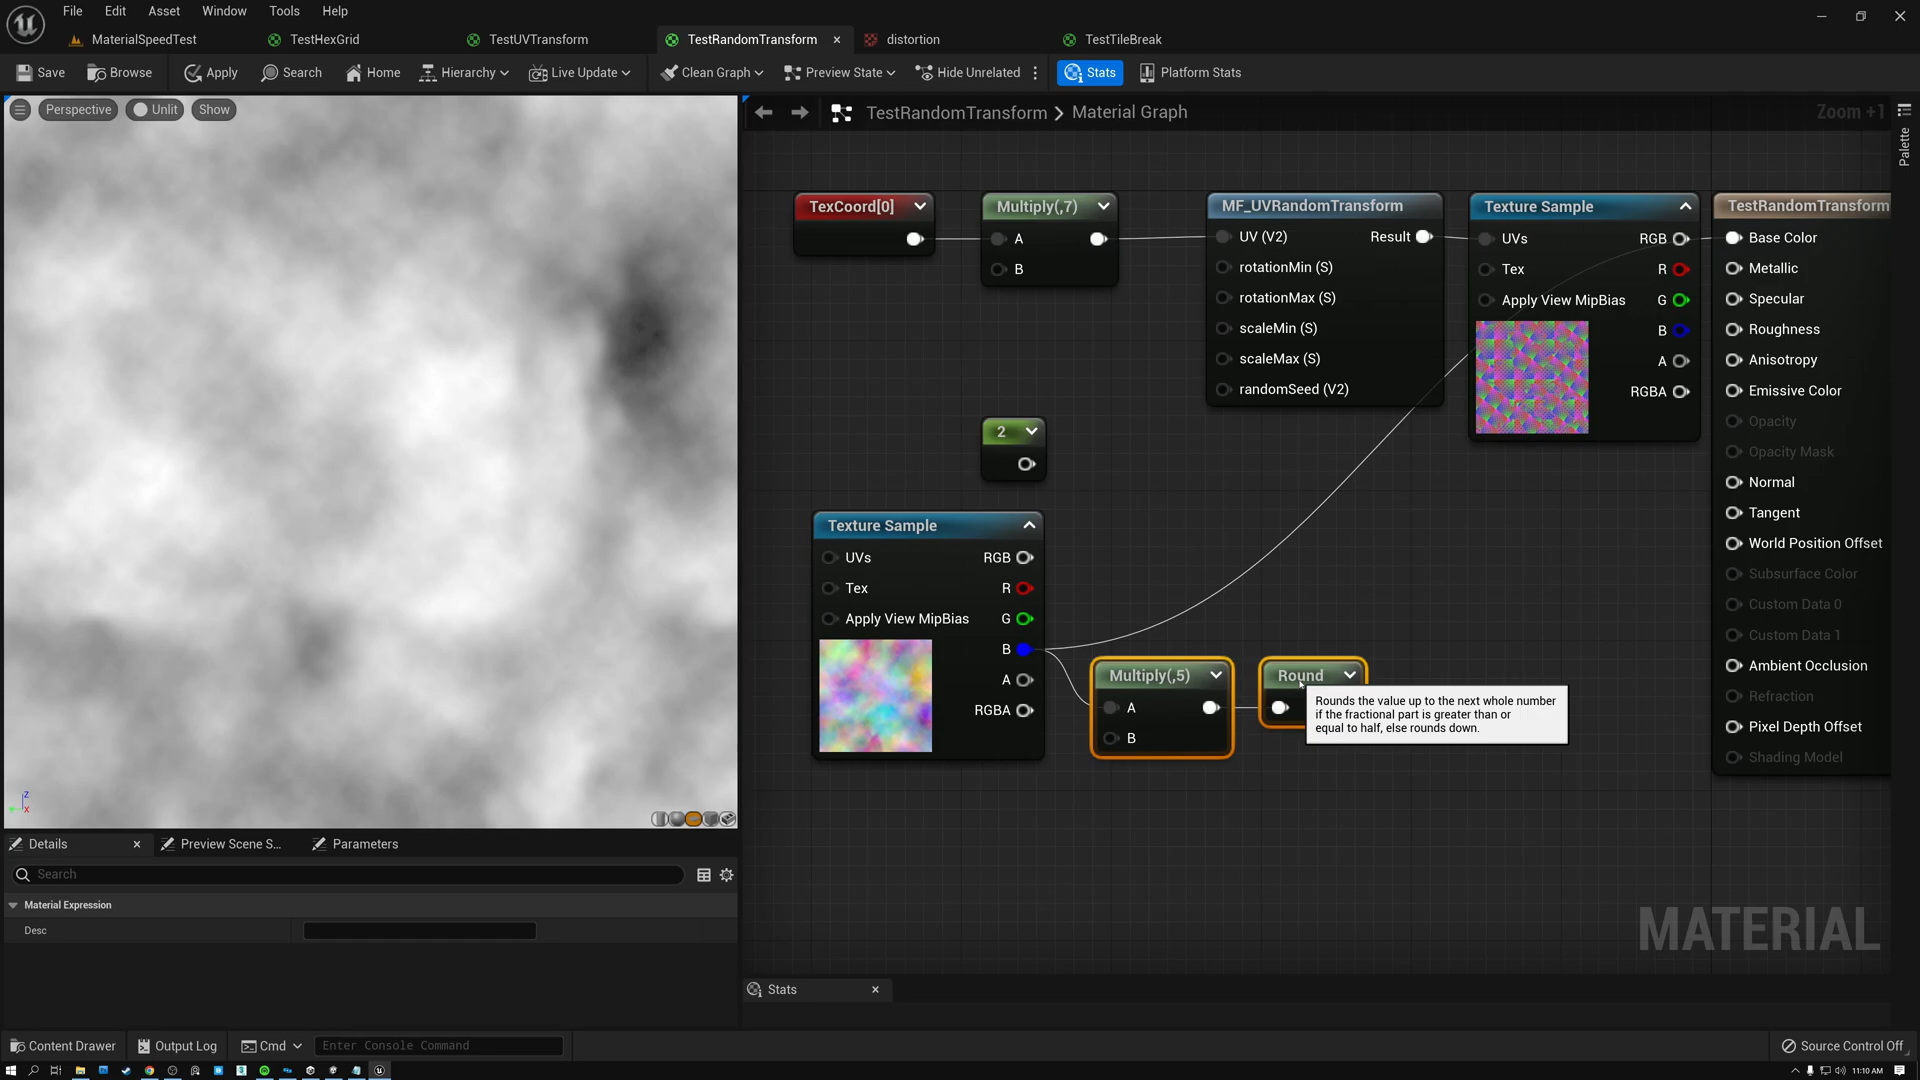 File Edit Asset Window Tools Help
MaterialSpeedTest TestHexGrid TestUVTransform TestRandomTransform distortion TestTileBreak
Save Browse Apply Search Home Hierarchy Live Update Clean Graph Preview State Hide Unrelated Stats Platform Stats
Perspective Unlit Show
TestRandomTransform Material Graph
Zoom +1
Palette
TexCoord[0]
Multiply(,7)
A
B
MF_UVRandomTransform
UV (V2) Result
rotationMin (S)
rotationMax (S)
scaleMin (S)
scaleMax (S)
randomSeed (V2)
Texture Sample
UVs RGB
Tex R
Apply View MipBias G
B
A
RGBA
TestRandomTransform
Base Color
Metallic
Specular
Roughness
Anisotropy
Emissive Color
Opacity
Opacity Mask
Normal
Tangent
World Position Offset
Subsurface Color
Custom Data 0
Custom Data 1
Ambient Occlusion
Refraction
Pixel Depth Offset
Shading Model
2
Texture Sample
UVs RGB
Tex R
Apply View MipBias G
B
A
RGBA
Multiply(,5)
A
B
Round
Rounds the value up to the next whole number
if the fractional part is greater than or
equal to half, else rounds down.
z
x
Details Preview Scene S... Parameters
Search
Material Expression
Desc
MATERIAL
Stats
Content Drawer Output Log Cmd Enter Console Command Source Control Off
11:10 AM